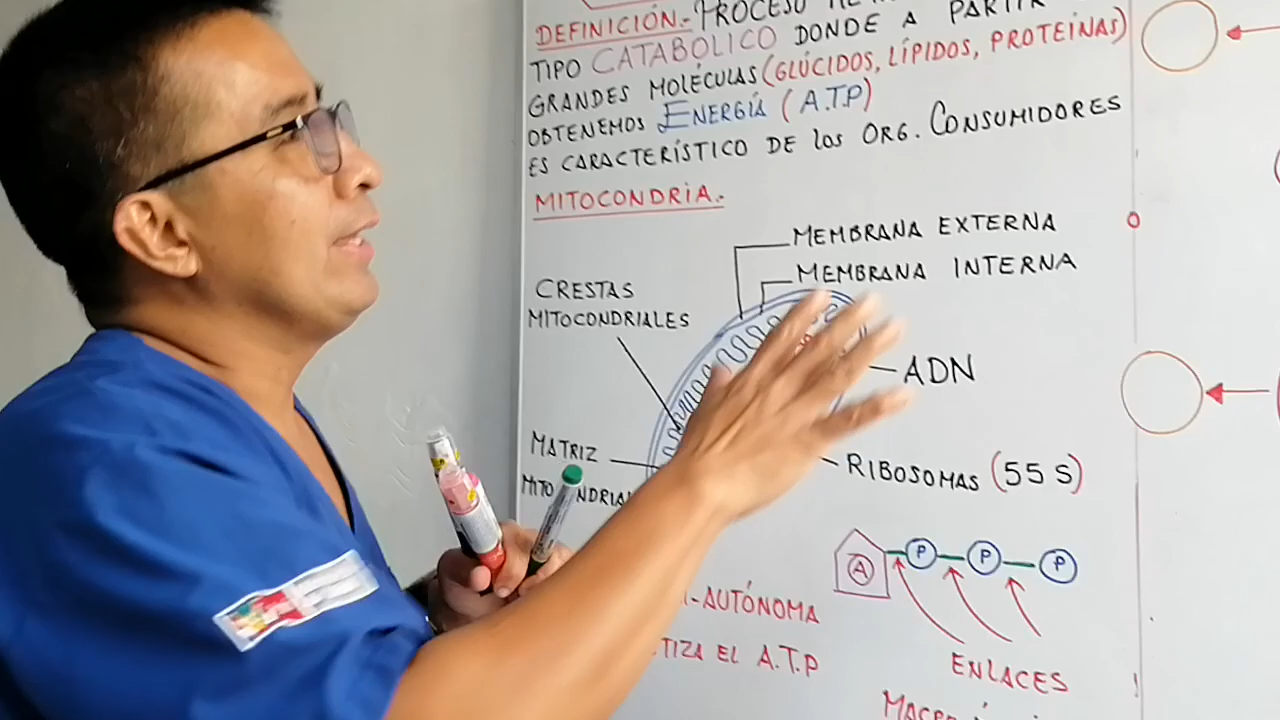 DEFINICIÓN.- PROCESO
TIPO CATABÓLICO DONDE A PARTIR
GRANDES MOLÉCULAS (GLÚCIDOS, LÍPIDOS, PROTEÍNAS)
OBTENEMOS ENERGÍA (A.T.P)
ES CARACTERÍSTICO DE los ORG. CONSUMIDORES
MITOCONDRIA.-
MEMBRANA EXTERNA
MEMBRANA INTERNA
CRESTAS
MITOCONDRIALES
ADN
MATRIZ
RIBOSOMAS (55 S)
A P P P
-AUTÓNOMA
TIZA EL A.T.P
ENLACES